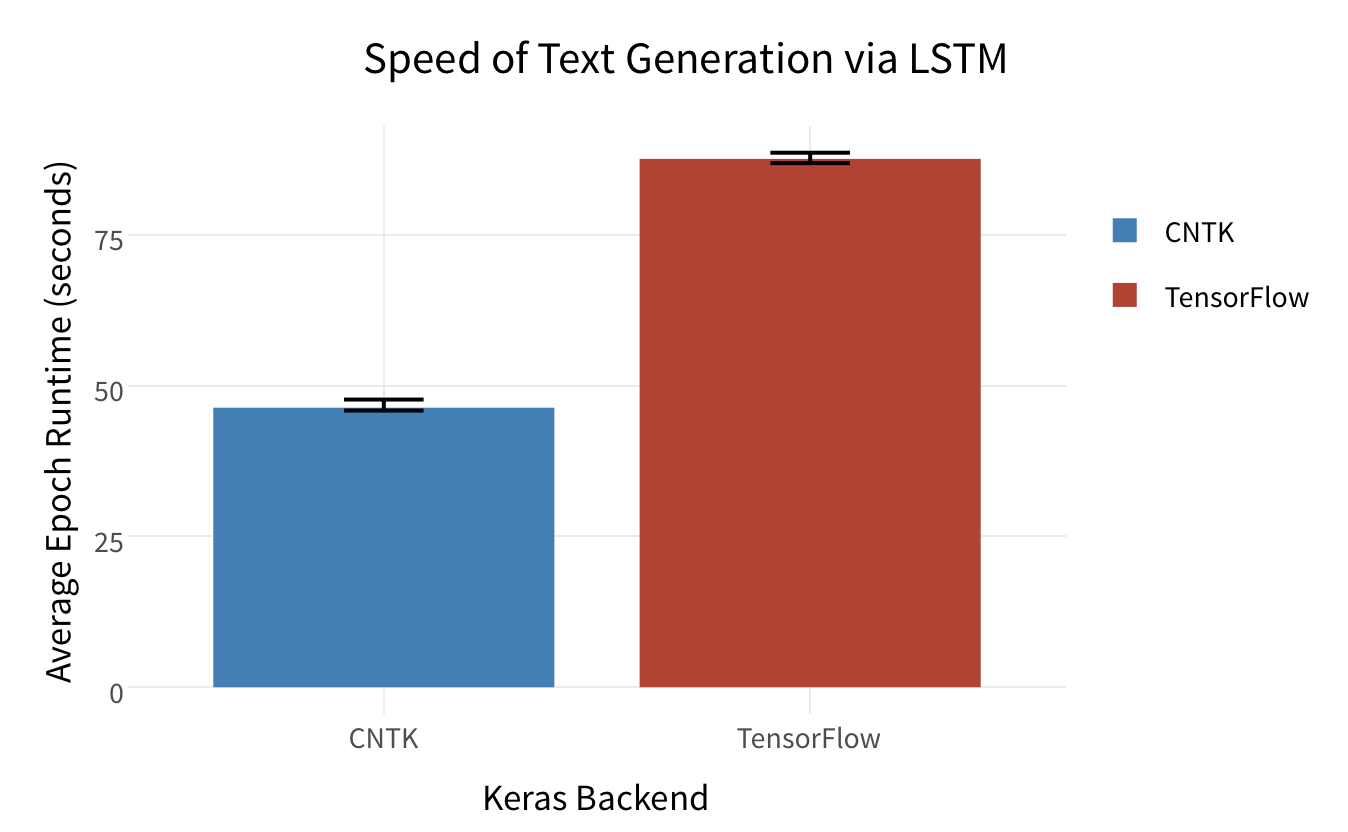 Speed of Text Generation via LSTM
Average Epoch Runtime (seconds)
75
50
25
0
CNTK
TensorFlow
Keras Backend
CNTK
TensorFlow